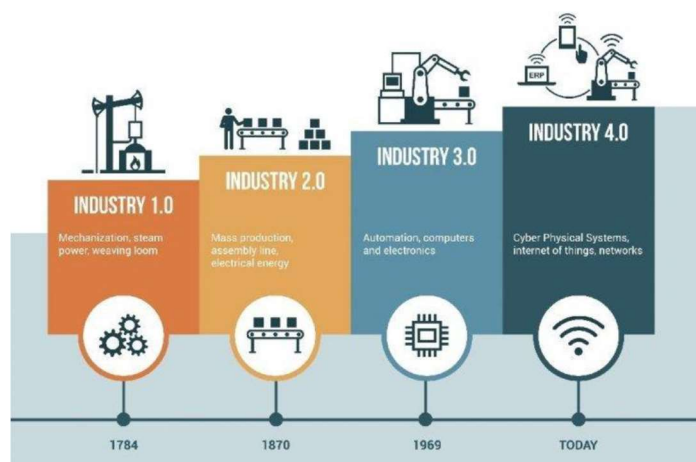 ERP
INDUSTRY 1.0
Mechanization, steam
power, weaving loom
INDUSTRY 2.0
Mass production,
assembly line,
electrical energy
INDUSTRY 3.0
Automation, computers
and electronics
INDUSTRY 4.0
Cyber Physical Systems,
internet of things, networks
1784
1870
1969
TODAY